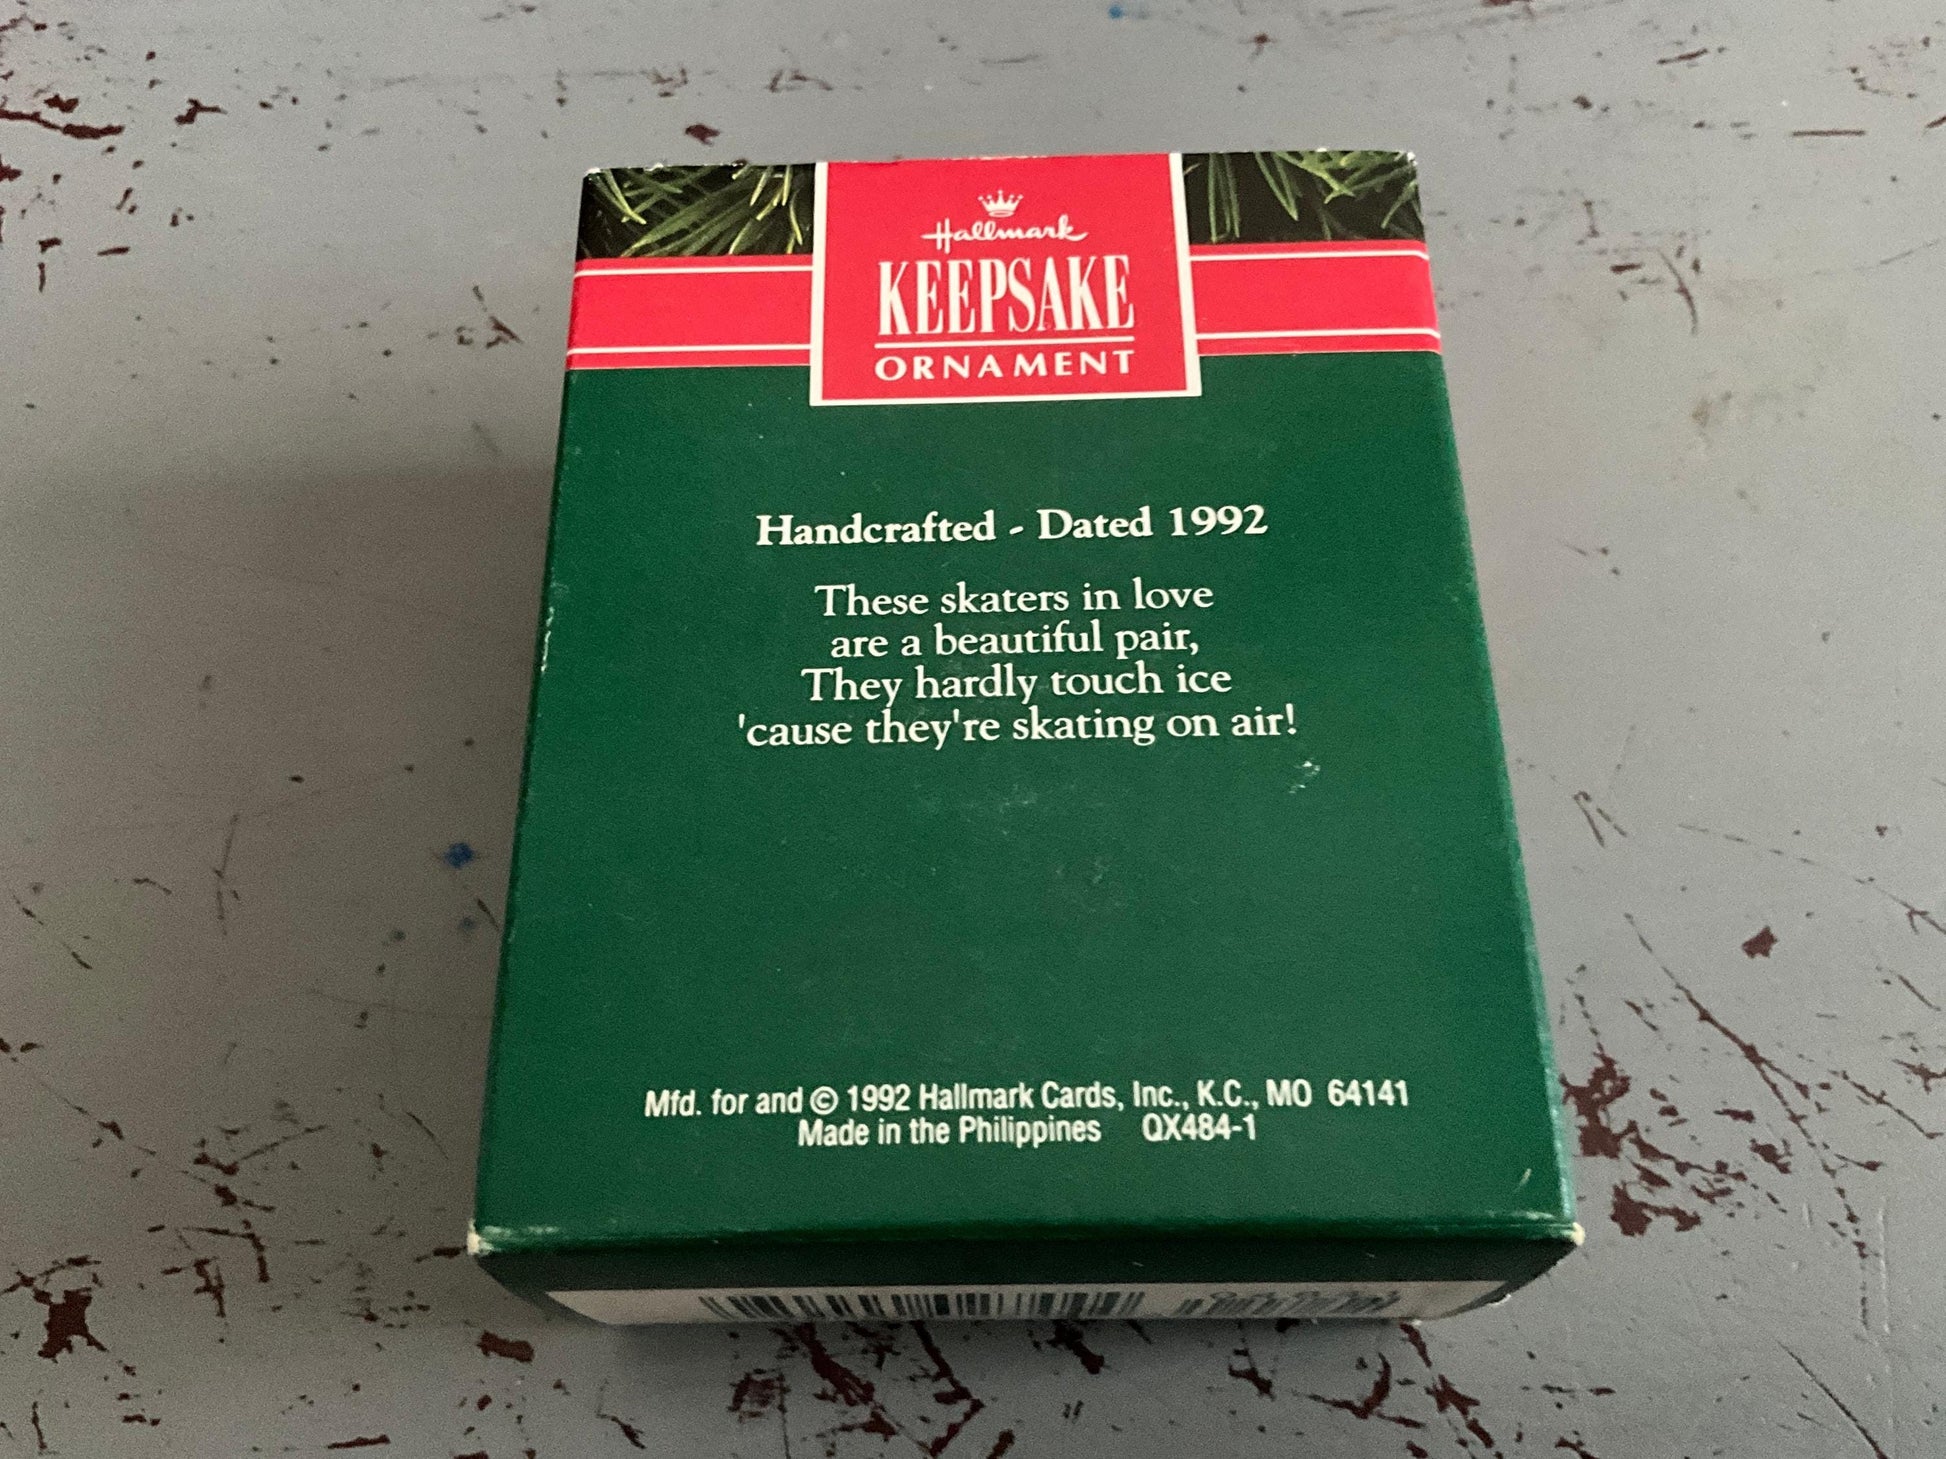 Hallmark
KEEPSAKE
ORNAMENT
Handcrafted - Dated 1992
These skaters in love
are a beautiful pair,
They hardly touch ice
'cause they're skating on air!
Mfd. for and © 1992 Hallmark Cards, Inc., K.C., MO 64141
Made in the Philippines QX484-1